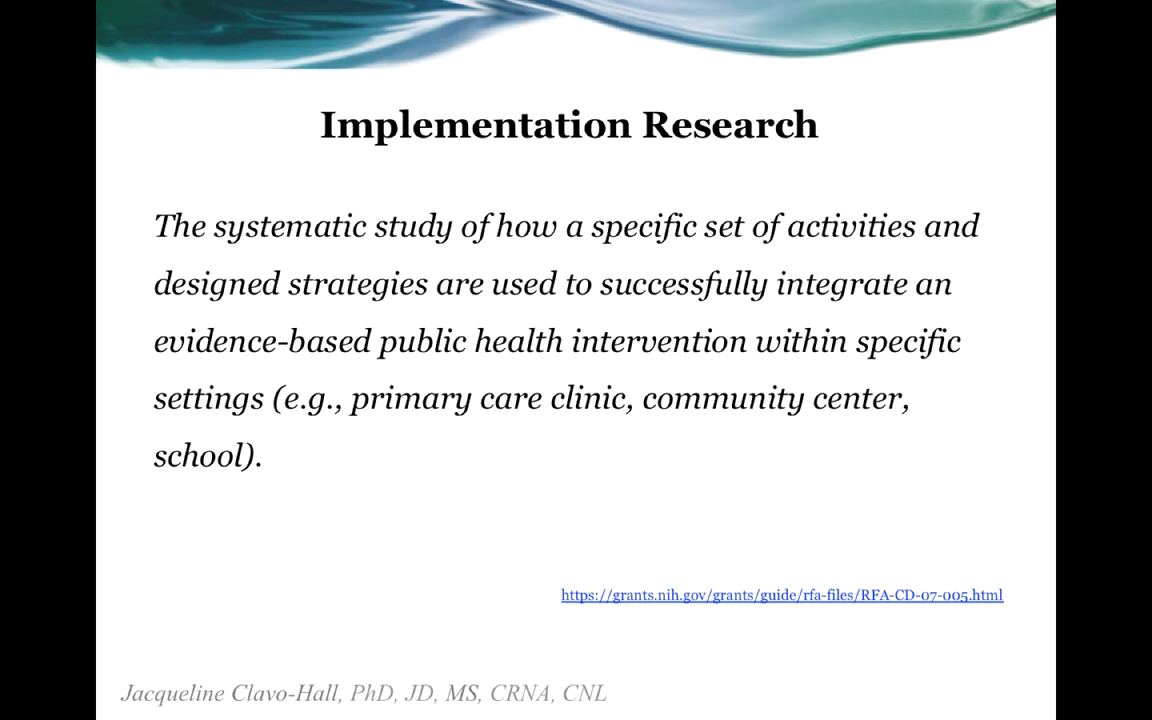 Implementation Research
The systematic study of how a specific set of activities and
designed strategies are used to successfully integrate an
evidence-based public health intervention within specific
settings (e.g., primary care clinic, community center,
school).
https://grants.nih.gov/grants/guide/rfa-files/RFA-CD-07-005.html
Jacqueline Clavo-Hall, PhD, JD, MS, CRNA, CNL